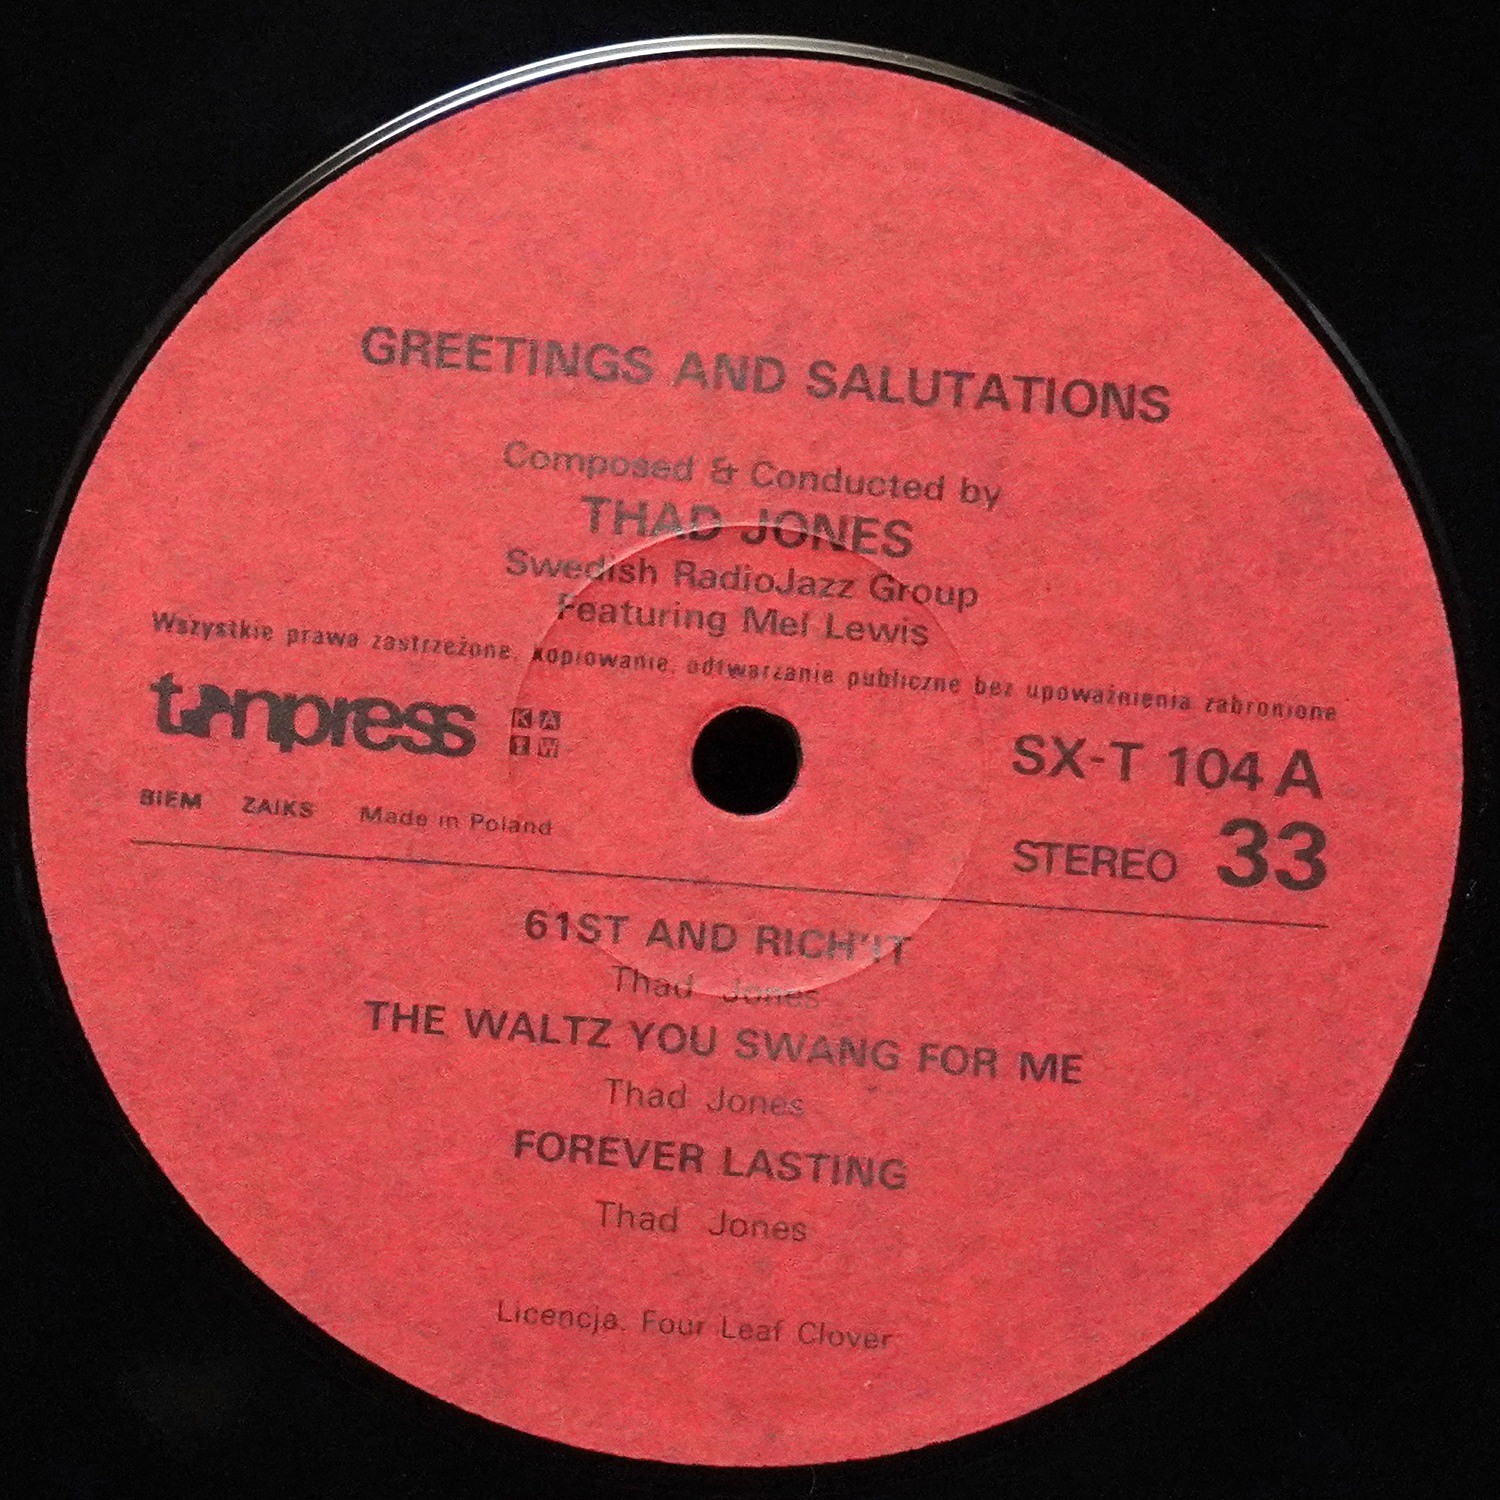 GREETINGS AND SALUTATIONS
Composed & Conducted by
THAD JONES
Swedish RadioJazz Group
Featuring Mel Lewis
Wszystkie prawa zastrzeżone, kopiowanie, odtwarzanie publiczne bez upoważnienia zabronione
tonpress KAW
SX-T 104 A
BIEM ZAIKS Made in Poland
STEREO 33
61ST AND RICH'IT
Thad Jones
THE WALTZ YOU SWANG FOR ME
Thad Jones
FOREVER LASTING
Thad Jones
Licencja. Four Leaf Clover